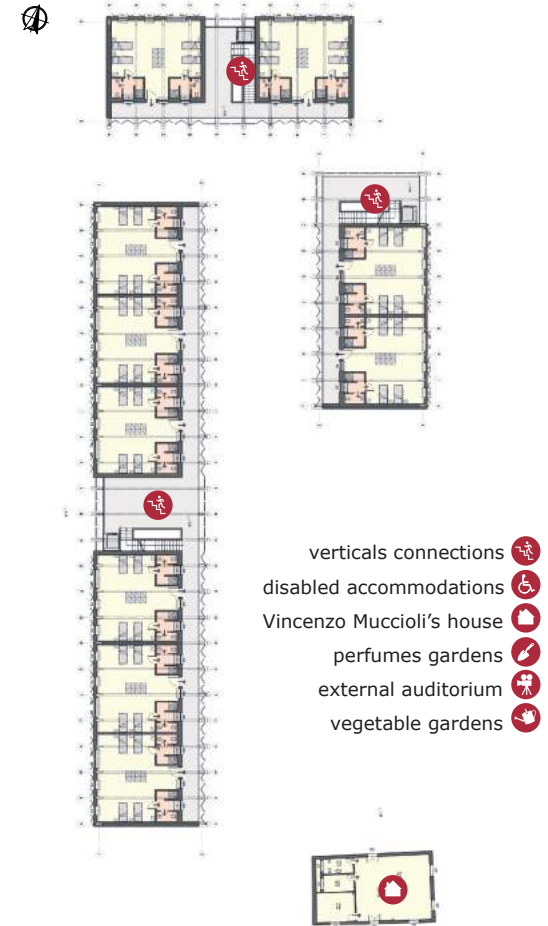 verticals connections
disabled accommodations
Vincenzo Muccioli's house
perfumes gardens
external auditorium
vegetable gardens